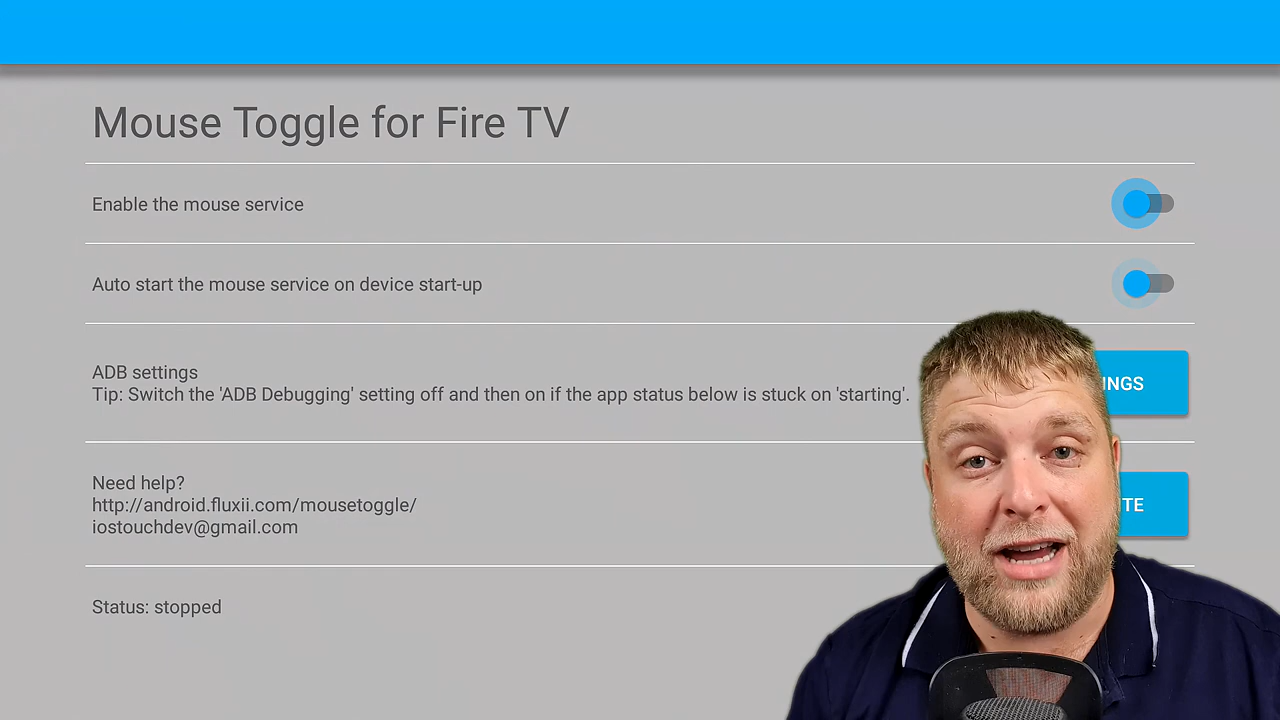 Mouse Toggle for Fire TV
Enable the mouse service
Auto start the mouse service on device start-up
ADB settings
Tip: Switch the 'ADB Debugging' setting off and then on if the app status below is stuck on 'starting'.
Need help?
http://android.fluxii.com/mousetoggle/
iostouchdev@gmail.com
Status: stopped